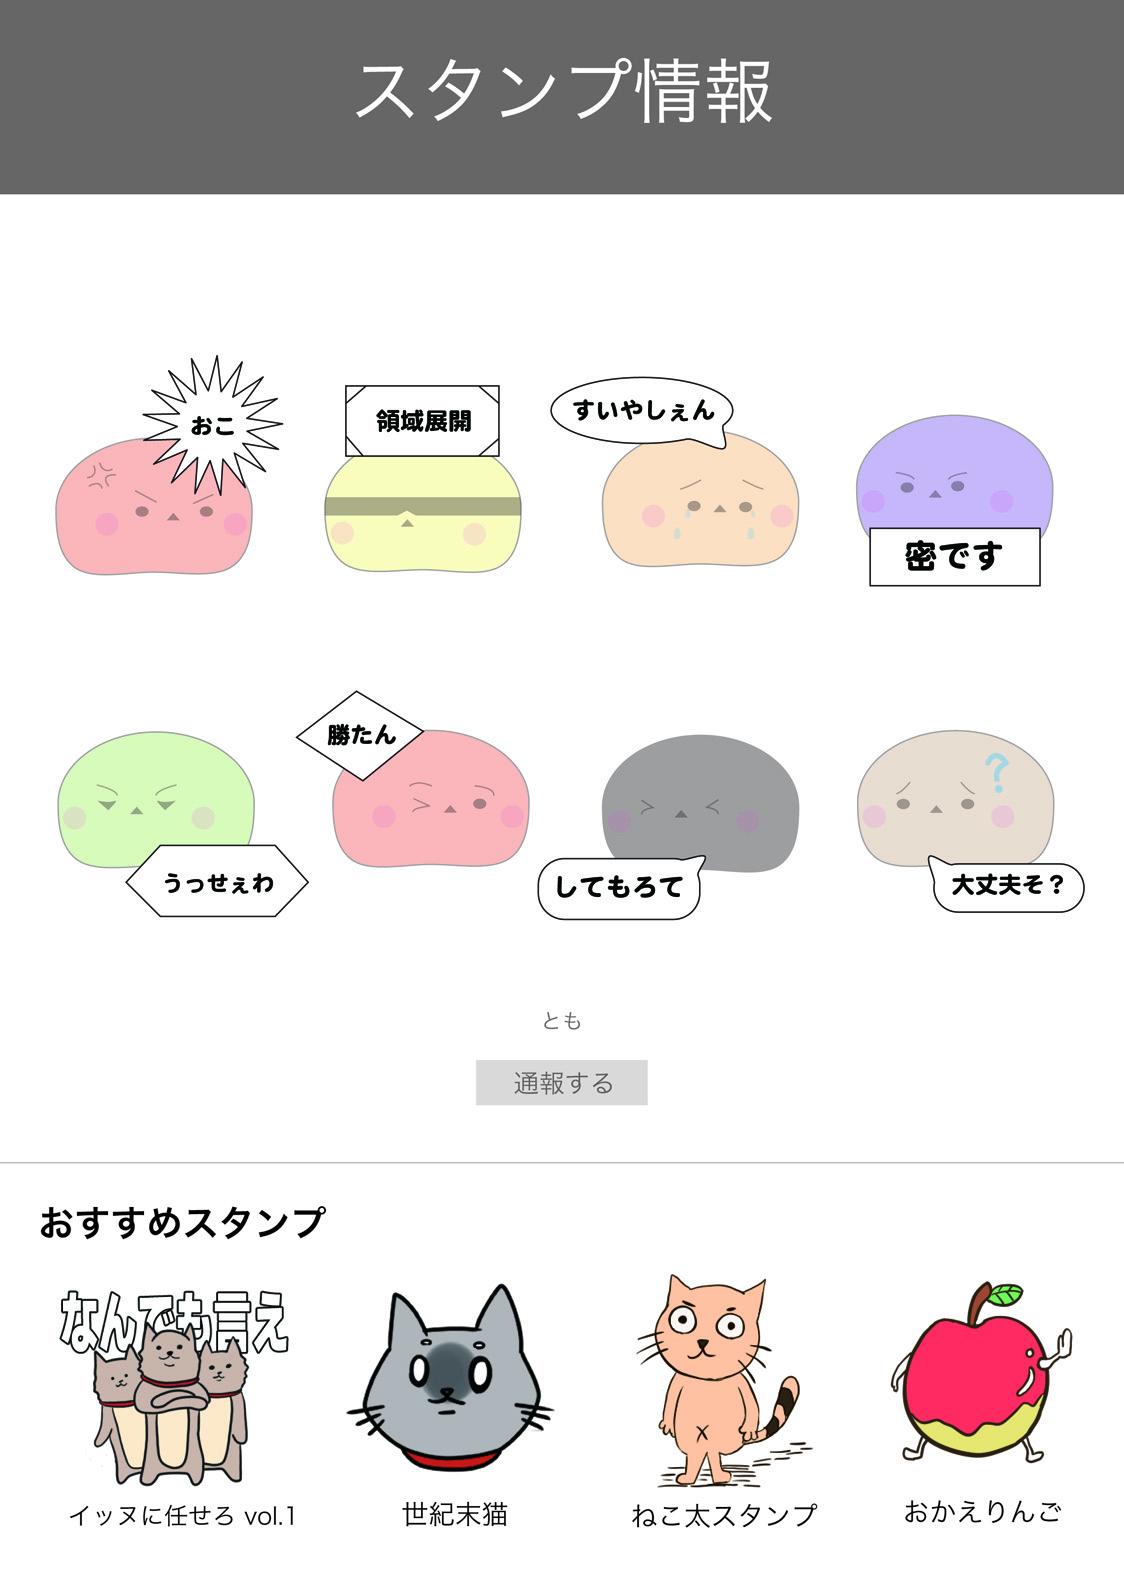 スタンプ情報
おこ
領域展開
すいやしぇん
密です
うっせぇわ
勝たん
してもろて
大丈夫そ？
?
とも
通報する
おすすめスタンプ
なんでも言え
イッヌに任せろ vol.1
世紀末猫
ねこ太スタンプ
おかえりんご